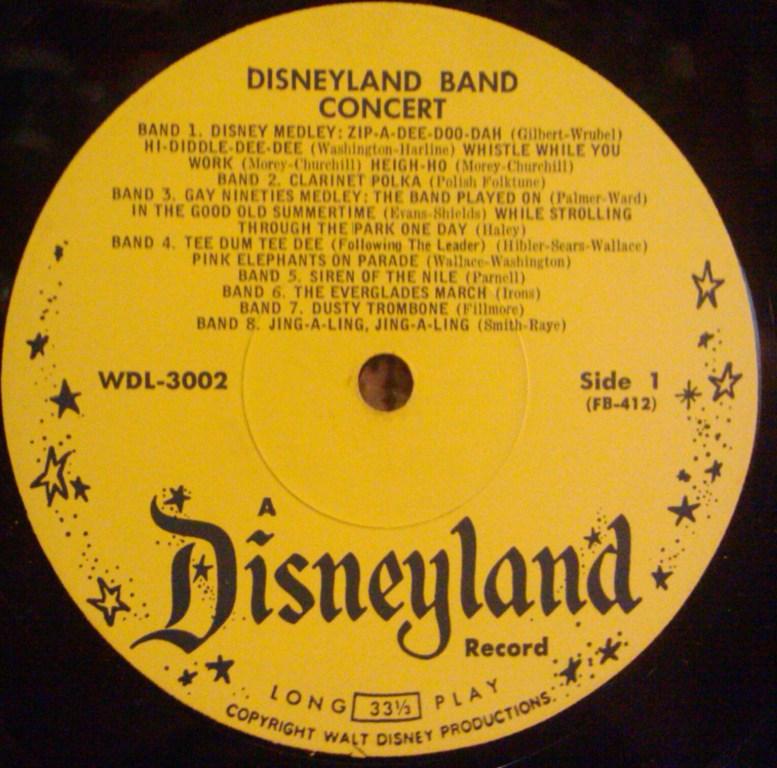 DISNEYLAND BAND
CONCERT
BAND 1. DISNEY MEDLEY: ZIP-A-DEE-DOO-DAH (Gilbert-Wrubel)
HI-DIDDLE-DEE-DEE (Washington-Harline) WHISTLE WHILE YOU
WORK (Morey-Churchill) HEIGH-HO (Morey-Churchill)
BAND 2. CLARINET POLKA (Polish Folktune)
BAND 3. GAY NINETIES MEDLEY: THE BAND PLAYED ON (Palmer-Ward)
IN THE GOOD OLD SUMMERTIME (Evans-Shields) WHILE STROLLING
THROUGH THE PARK ONE DAY (Haley)
BAND 4. TEE DUM TEE DEE (Following The Leader) (Hibler-Sears-Wallace)
PINK ELEPHANTS ON PARADE (Wallace-Washington)
BAND 5. SIREN OF THE NILE (Parnell)
BAND 6. THE EVERGLADES MARCH (Irons)
BAND 7. DUSTY TROMBONE (Fillmore)
BAND 8. JING-A-LING, JING-A-LING (Smith-Raye)
WDL-3002
Side 1
(FB-412)
A
Disneyland
Record
LONG 33⅓ PLAY
COPYRIGHT WALT DISNEY PRODUCTIONS.